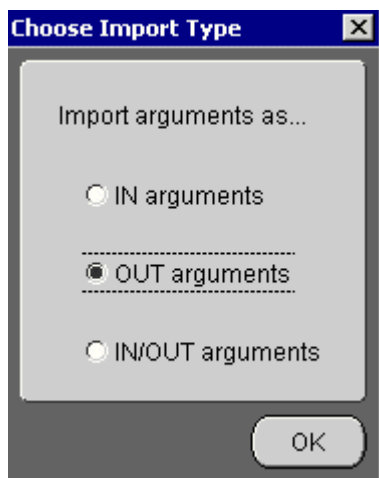 Choose Import Type
Import arguments as...
IN arguments
OUT arguments
IN/OUT arguments
OK